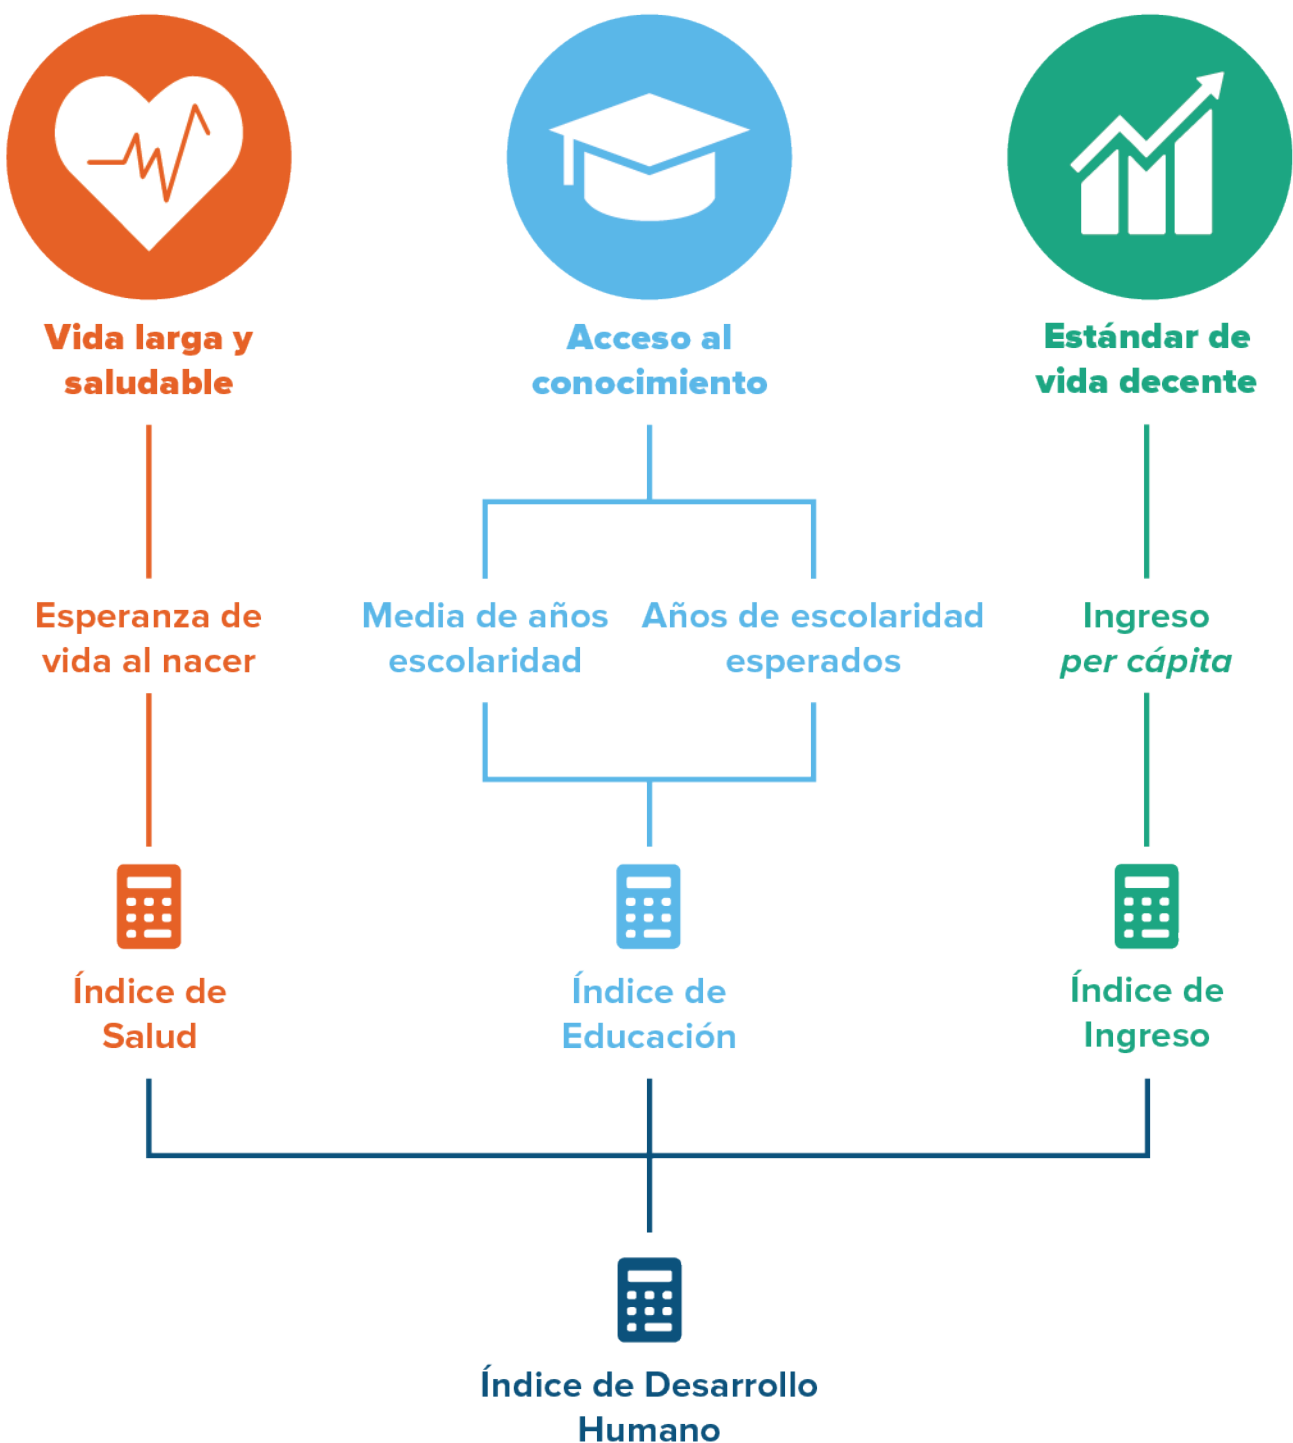 Vida larga y
saludable
Acceso al
conocimiento
Estándar de
vida decente
Esperanza de
vida al nacer
Media de años
escolaridad
Años de escolaridad
esperados
Ingreso
per cápita
Índice de
Salud
Índice de
Educación
Índice de
Ingreso
Índice de Desarrollo
Humano